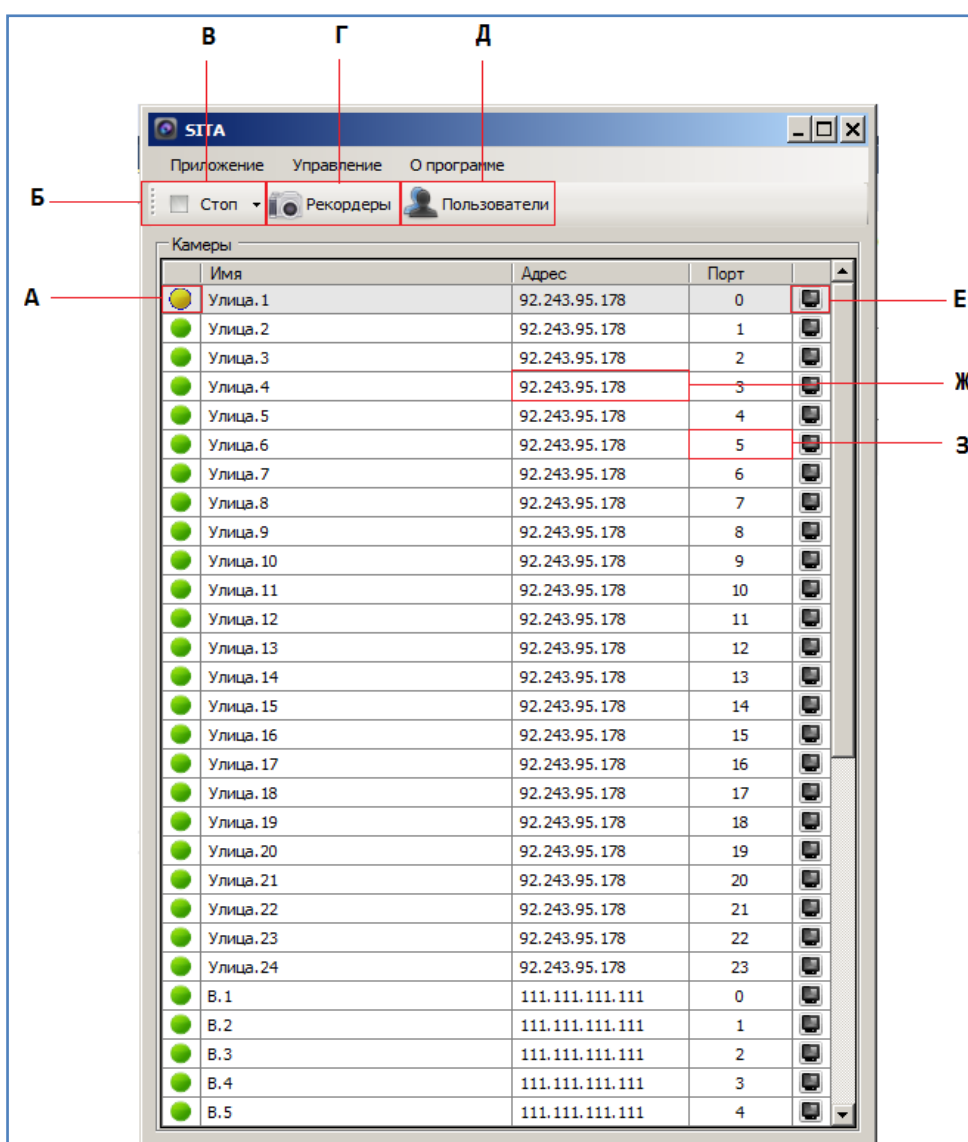 В Г Д
SITA
Приложение Управление О программе
Б Стоп Рекордеры Пользователи
Камеры
Имя Адрес Порт
А Улица.1 92.243.95.178 0 Е
Улица.2 92.243.95.178 1
Улица.3 92.243.95.178 2
Улица.4 92.243.95.178 3 Ж
Улица.5 92.243.95.178 4
Улица.6 92.243.95.178 5 З
Улица.7 92.243.95.178 6
Улица.8 92.243.95.178 7
Улица.9 92.243.95.178 8
Улица.10 92.243.95.178 9
Улица.11 92.243.95.178 10
Улица.12 92.243.95.178 11
Улица.13 92.243.95.178 12
Улица.14 92.243.95.178 13
Улица.15 92.243.95.178 14
Улица.16 92.243.95.178 15
Улица.17 92.243.95.178 16
Улица.18 92.243.95.178 17
Улица.19 92.243.95.178 18
Улица.20 92.243.95.178 19
Улица.21 92.243.95.178 20
Улица.22 92.243.95.178 21
Улица.23 92.243.95.178 22
Улица.24 92.243.95.178 23
В.1 111.111.111.111 0
В.2 111.111.111.111 1
В.3 111.111.111.111 2
В.4 111.111.111.111 3
В.5 111.111.111.111 4